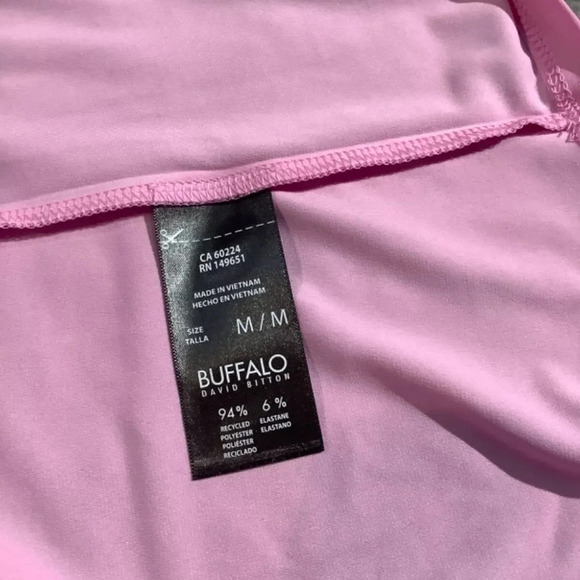 CA 60224
RN 149651
MADE IN VIETNAM
HECHO EN VIETNAM
SIZE
TALLA
M / M
BUFFALO
DAVID BITTON
94% 6 %
RECYCLED ELASTANE
POLYESTER ELASTANO
POLIÉSTER
RECICLADO